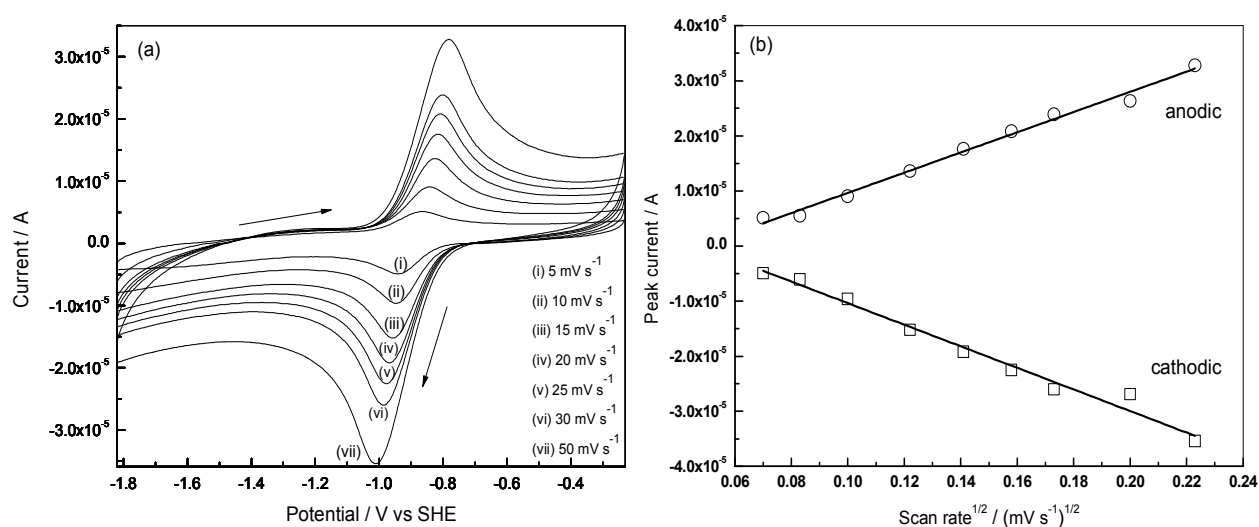 (a)
3.0x10⁻⁵
2.0x10⁻⁵
1.0x10⁻⁵
0.0
-1.0x10⁻⁵
-2.0x10⁻⁵
-3.0x10⁻⁵
Current / A
(i)
(ii)
(iii)
(iv)
(v)
(vi)
(vii)
(i) 5 mV s⁻¹
(ii) 10 mV s⁻¹
(iii) 15 mV s⁻¹
(iv) 20 mV s⁻¹
(v) 25 mV s⁻¹
(vi) 30 mV s⁻¹
(vii) 50 mV s⁻¹
-1.8 -1.6 -1.4 -1.2 -1.0 -0.8 -0.6 -0.4
Potential / V vs SHE
(b)
4.0x10⁻⁵
3.0x10⁻⁵
2.0x10⁻⁵
1.0x10⁻⁵
0.0
-1.0x10⁻⁵
-2.0x10⁻⁵
-3.0x10⁻⁵
-4.0x10⁻⁵
Peak current / A
anodic
cathodic
0.06 0.08 0.10 0.12 0.14 0.16 0.18 0.20 0.22 0.24
Scan rate¹ᐟ² / (mV s⁻¹)¹ᐟ²